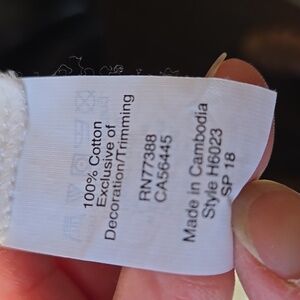 100% Cotton
Exclusive of
Decoration/Trimming
RN77388
CA56445
Made in Cambodia
Style H6023
SP 18